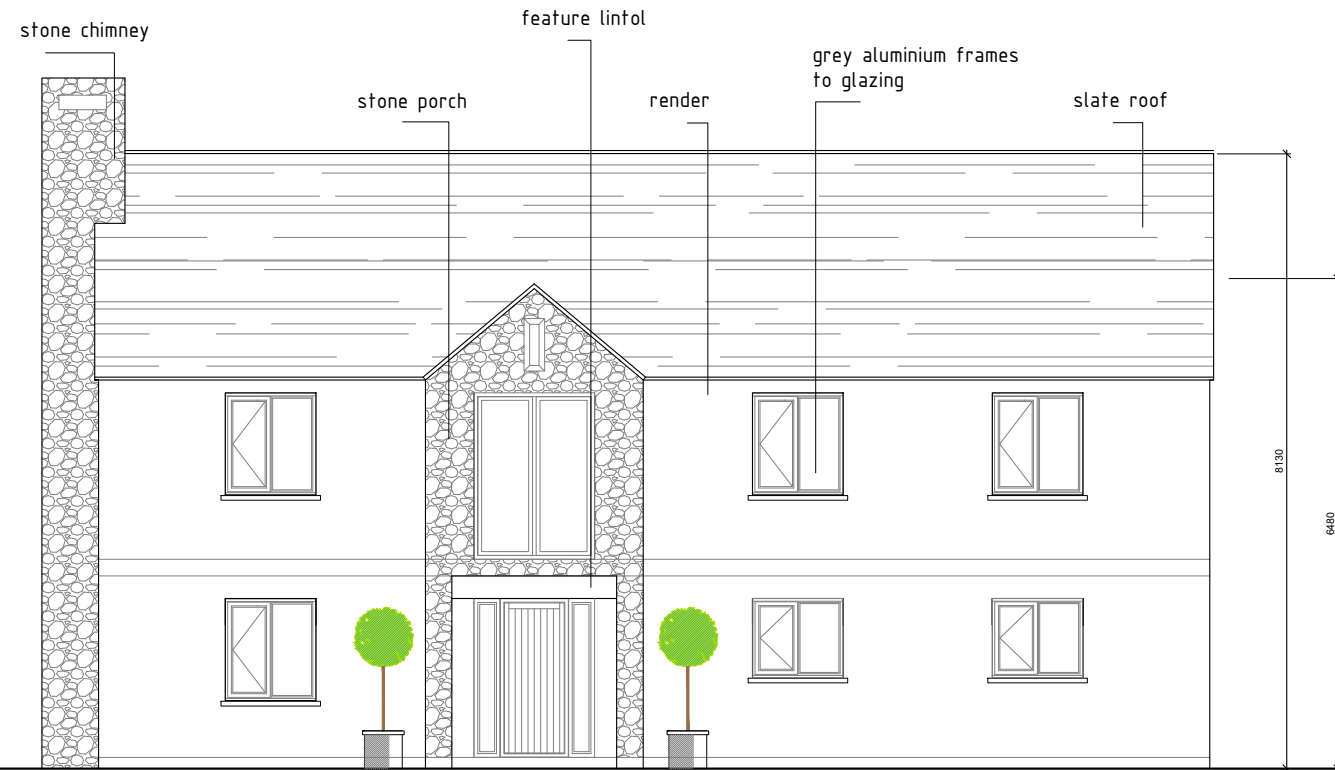 feature lintol
stone chimney
grey aluminium frames
to glazing
stone porch
render
slate roof
8130
6480